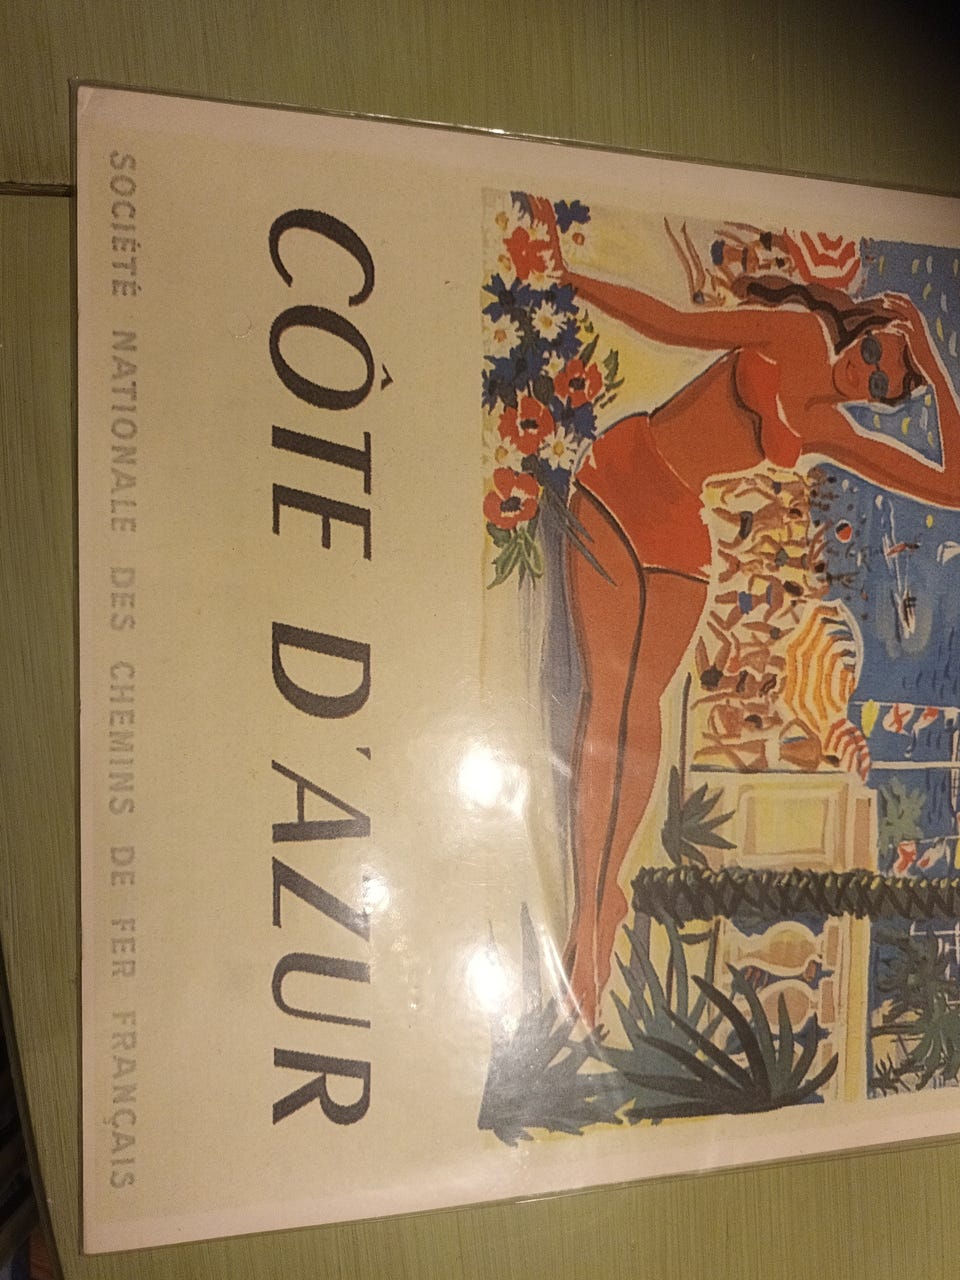 CÔTE D'AZUR
SOCIÉTÉ NATIONALE DES CHEMINS DE FER FRANÇAIS